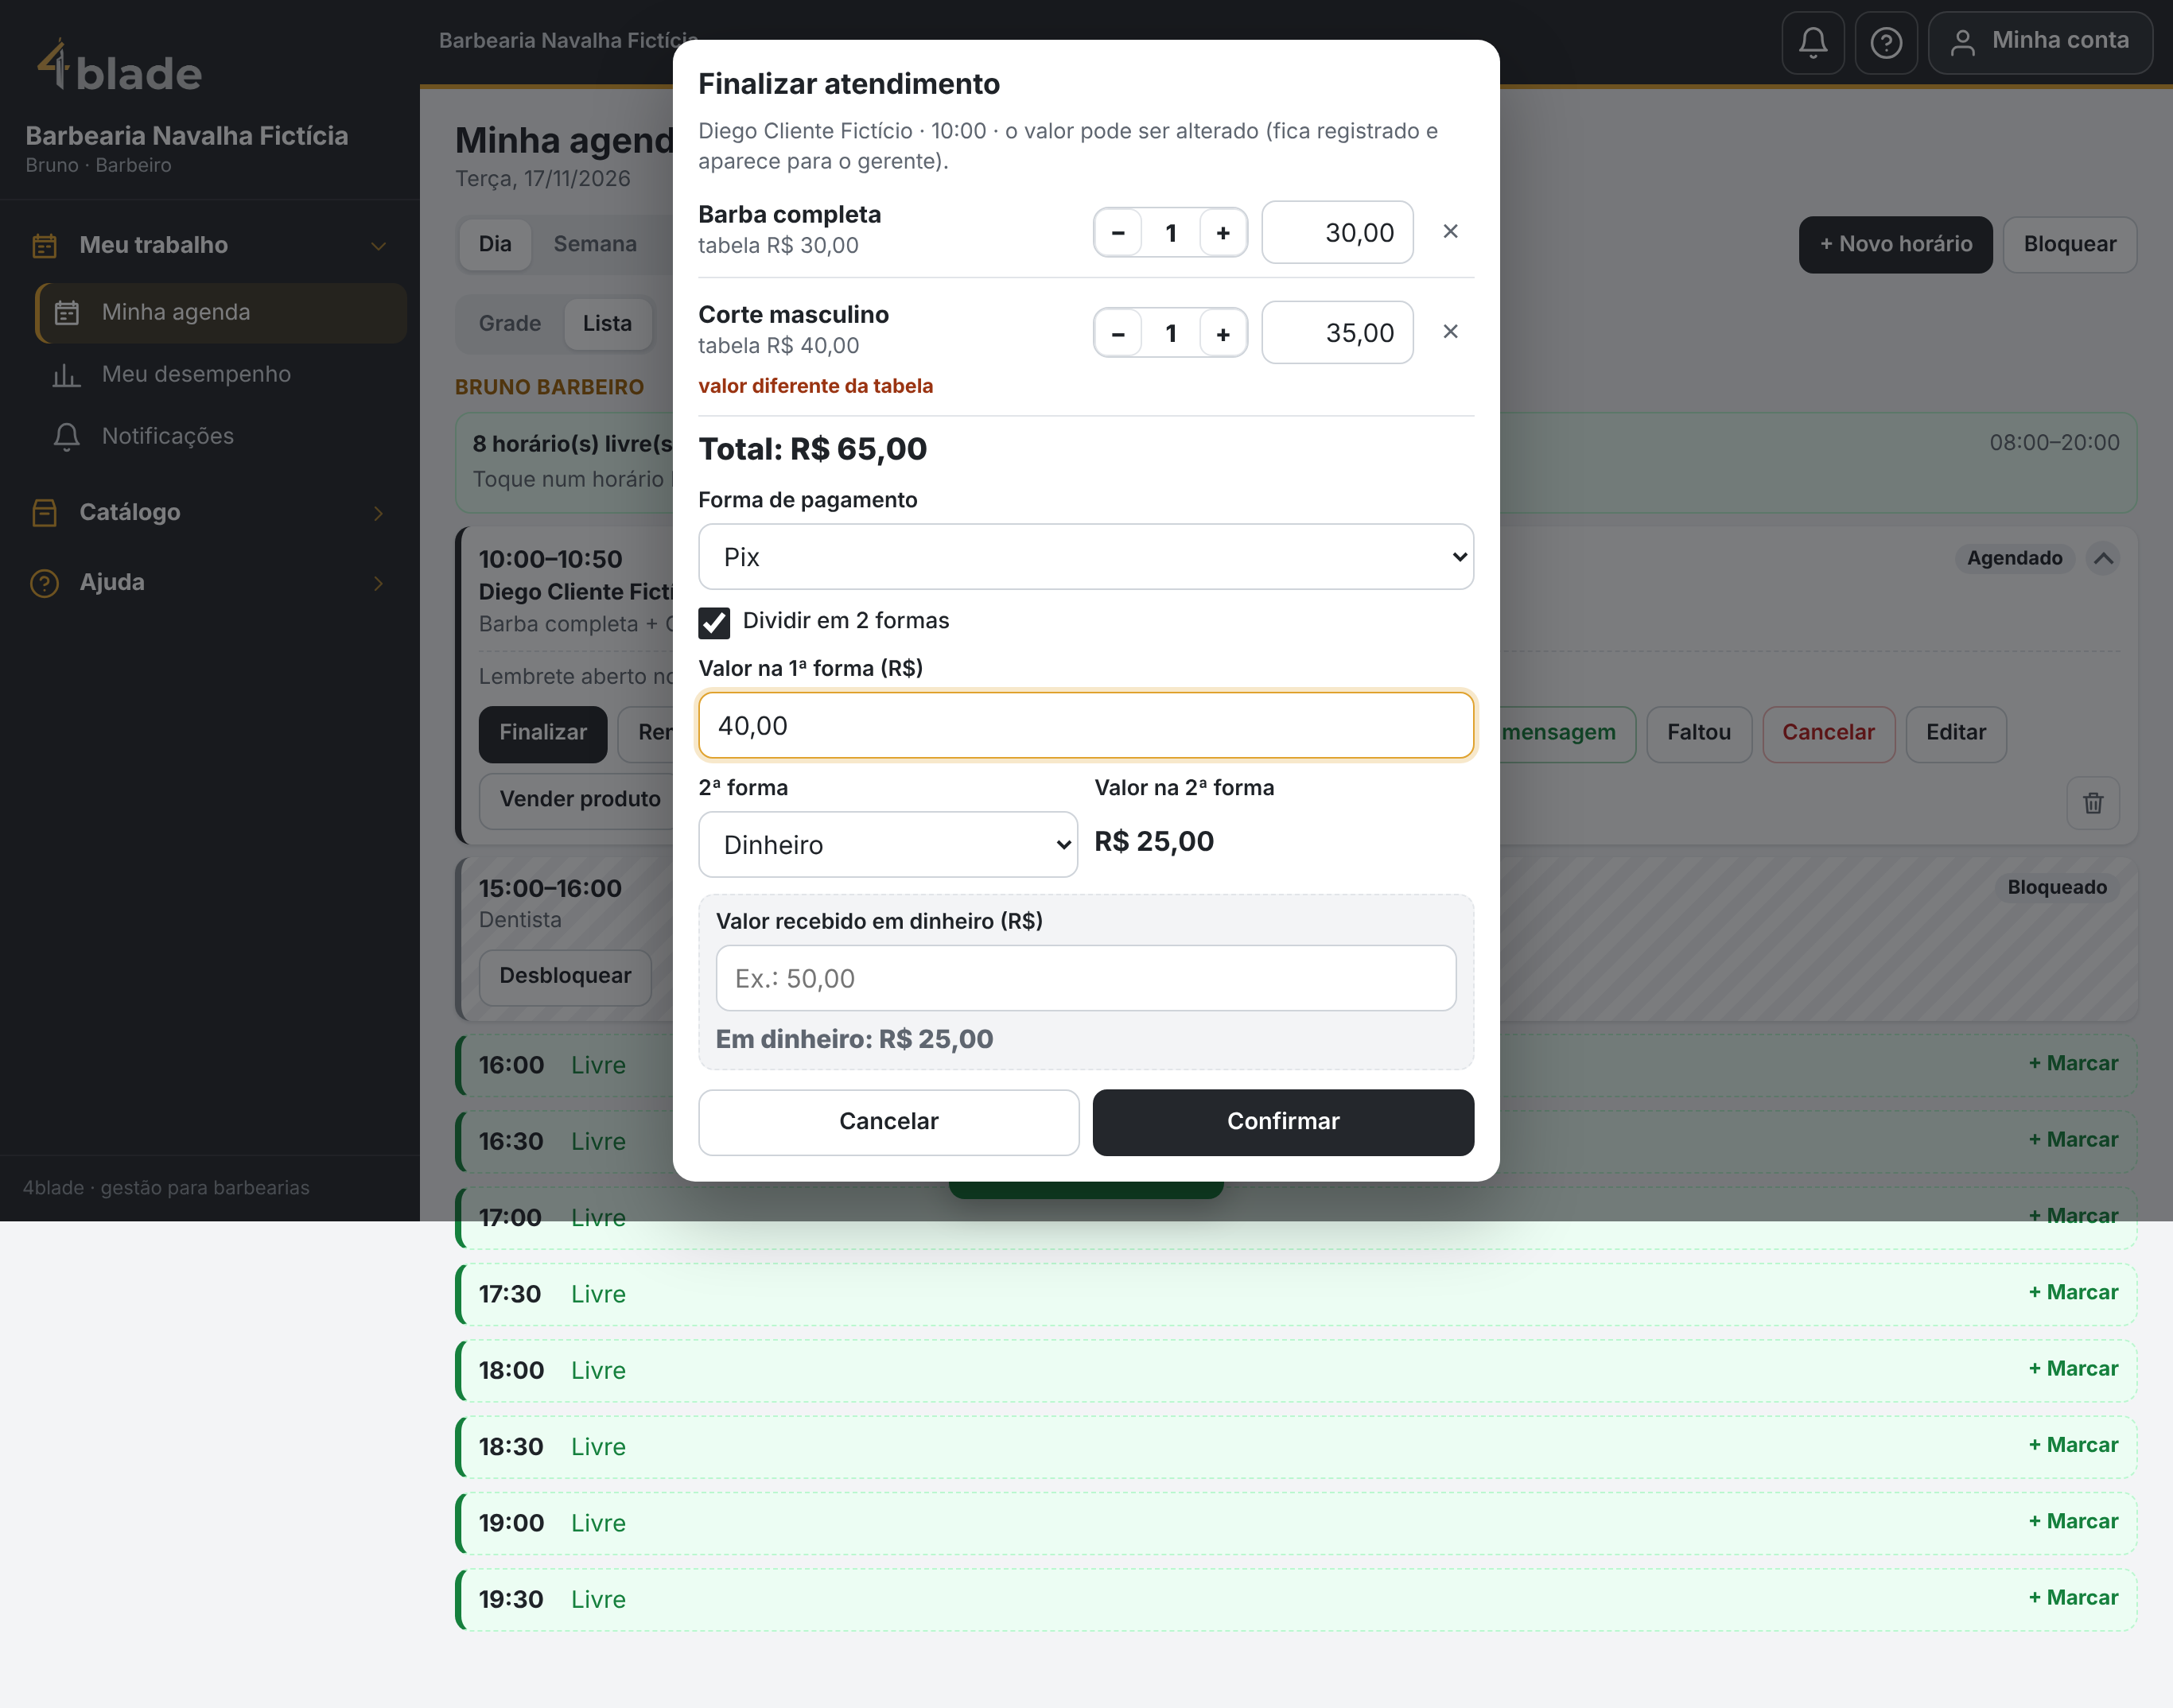 4blade
Barbearia Navalha Fictícia
Bruno · Barbeiro
Meu trabalho
Minha agenda
Meu desempenho
Notificações
Catálogo
Ajuda
4blade · gestão para barbearias
Barbearia Navalha Fictícia
Minha conta
Minha agend
Terça, 17/11/2026
Dia Semana
+ Novo horário Bloquear
Grade Lista
BRUNO BARBEIRO
8 horário(s) livre(s
08:00–20:00
Toque num horário
10:00–10:50
Agendado
Diego Cliente Fict
Barba completa +
Lembrete aberto
Finalizar
mensagem Faltou Cancelar Editar
Vender produto
15:00–16:00
Bloqueado
Dentista
Desbloquear
16:00 Livre + Marcar
16:30 Livre + Marcar
17:00 Livre + Marcar
17:30 Livre + Marcar
18:00 Livre + Marcar
18:30 Livre + Marcar
19:00 Livre + Marcar
19:30 Livre + Marcar
Finalizar atendimento
Diego Cliente Fictício · 10:00 · o valor pode ser alterado (fica registrado e
aparece para o gerente).
Barba completa
tabela R$ 30,00
− 1 + 30,00 ×
Corte masculino
tabela R$ 40,00
− 1 + 35,00 ×
valor diferente da tabela
Total: R$ 65,00
Forma de pagamento
Pix
Dividir em 2 formas
Valor na 1ª forma (R$)
40,00
2ª forma Valor na 2ª forma
Dinheiro R$ 25,00
Valor recebido em dinheiro (R$)
Ex.: 50,00
Em dinheiro: R$ 25,00
Cancelar Confirmar